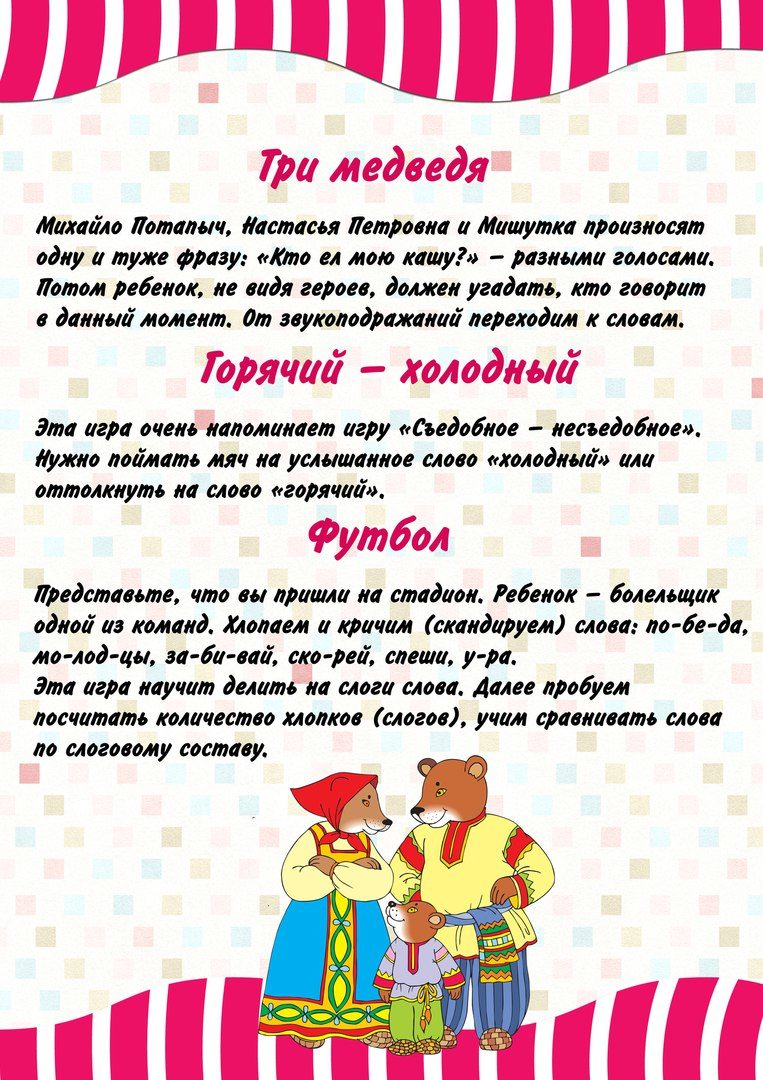 Три медведя
Михайло Потапыч, Настасья Петровна и Мишутка произносят
одну и туже фразу: «Кто ел мою кашу?» – разными голосами.
Потом ребенок, не видя героев, должен угадать, кто говорит
в данный момент. От звукоподражаний переходим к словам.
Горячий – холодный
Эта игра очень напоминает игру «Съедобное – несъедобное».
Нужно поймать мяч на услышанное слово «холодный» или
оттолкнуть на слово «горячий».
Футбол
Представьте, что вы пришли на стадион. Ребенок – болельщик
одной из команд. Хлопаем и кричим (скандируем) слова: по-бе-да,
мо-лод-цы, за-би-вай, ско-рей, спеши, у-ра.
Эта игра научит делить на слоги слова. Далее пробуем
посчитать количество хлопков (слогов), учим сравнивать слова
по слоговому составу.